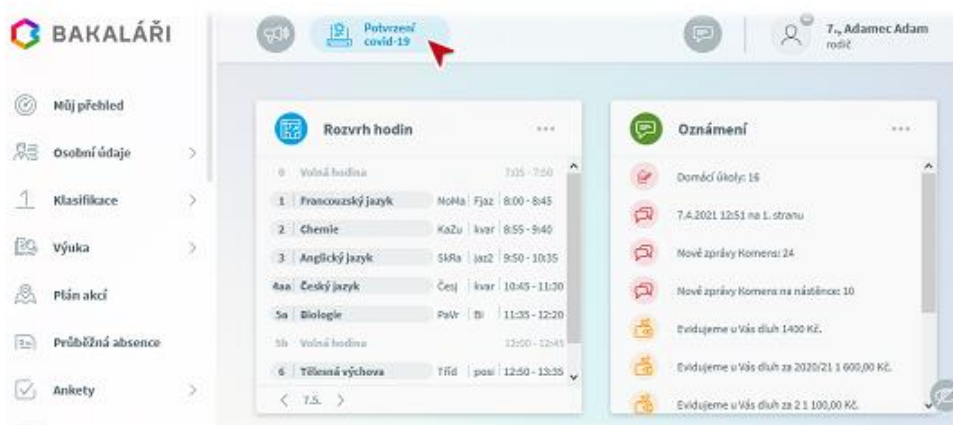 BAKALÁŘI
Potvrzení
covid-19
7., Adamec Adam
rodič
Můj přehled
Osobní údaje
Klasifikace
Výuka
Plán akcí
Průběžná absence
Ankety
Rozvrh hodin
0 Volná hodina 7:05 - 7:50
1 Francouzský jazyk NoMa Fjaz 8:00 - 8:45
2 Chemie KaZu kvar 8:55 - 9:40
3 Anglický jazyk SkRa jaz2 9:50 - 10:35
4aa Český jazyk Česj kvar 10:45 - 11:30
5a Biologie PaVr BI 11:35 - 12:20
5b Volná hodina 12:00 - 12:45
6 Tělesná výchova Tříd posi 12:50 - 13:35
7.5.
Oznámení
Domácí úkoly: 16
7.4.2021 12:51 na 1. stranu
Nové zprávy Komens: 24
Nové zprávy Komens na nástěnce: 10
Evidujeme u Vás dluh 1400 Kč.
Evidujeme u Vás dluh za 2020/21 1 600,00 Kč.
Evidujeme u Vás dluh za 2 1 100,00 Kč.